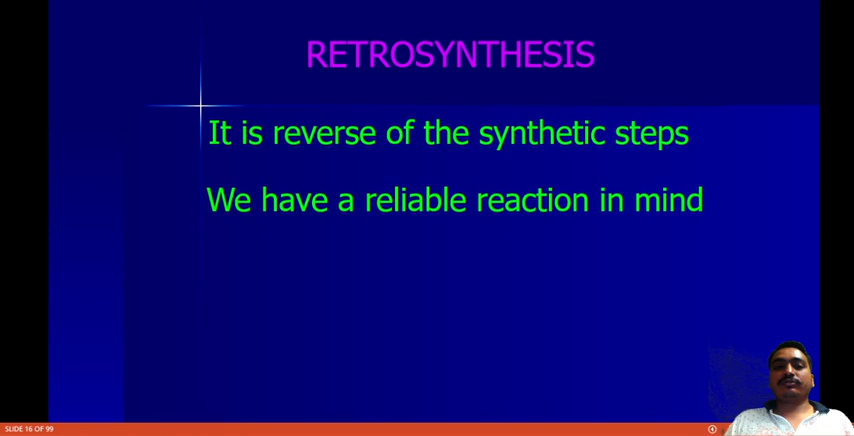 RETROSYNTHESIS
It is reverse of the synthetic steps
We have a reliable reaction in mind
SLIDE 16 OF 99